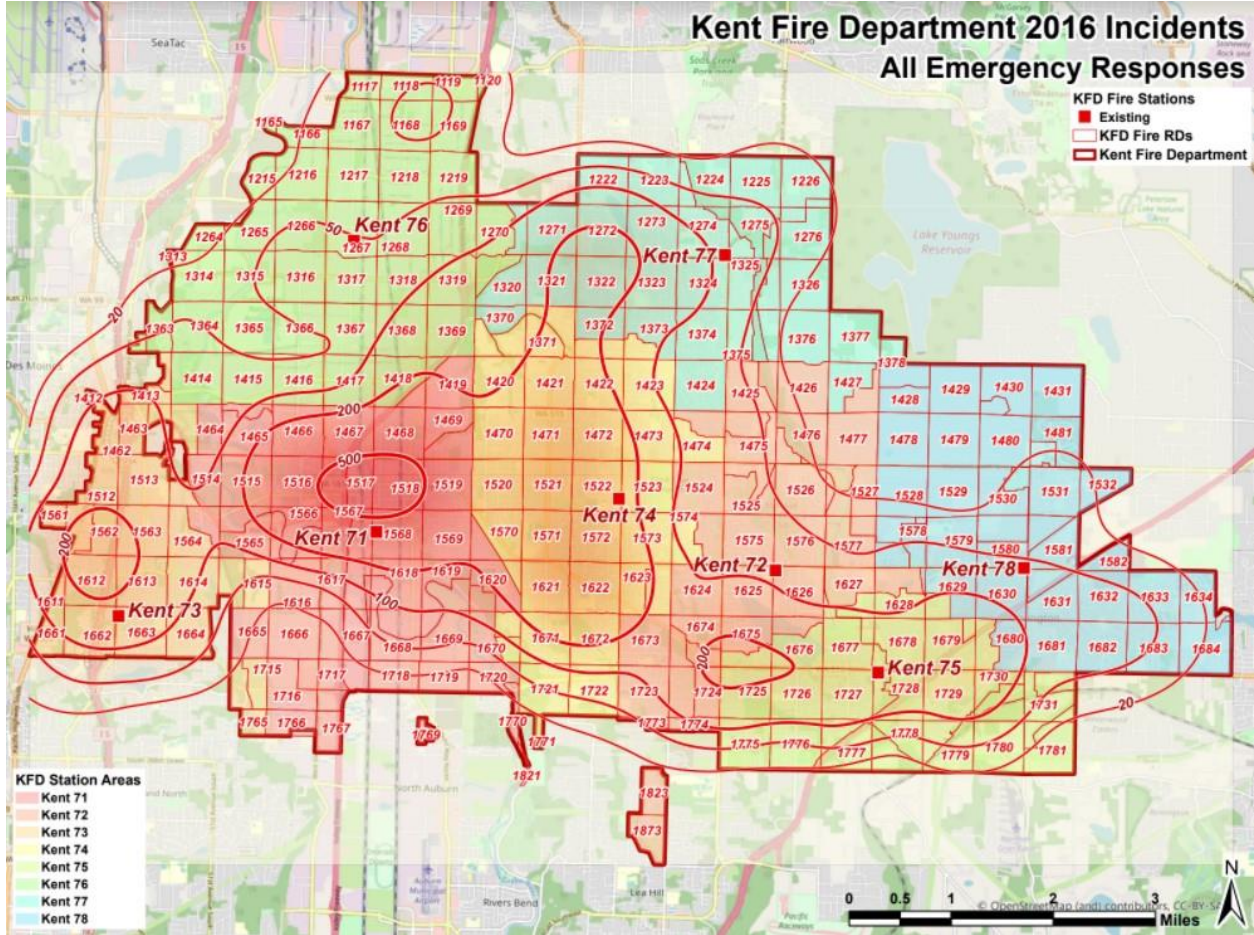 Kent Fire Department 2016 Incidents
All Emergency Responses
KFD Fire Stations
Existing
KFD Fire RDs
Kent Fire Department
SeaTac
1117 1118 1119 1120
1165 1166 1167 1168 1169
1215 1216 1217 1218 1219 1222 1223 1224 1225 1226
1264 1265 1266 50 Kent 76 1269 1270 1271 1272 1273 1274 1275 1276
1267 1268
Lake Youngs
Reservoir
1313 1314 1315 1316 1317 1318 1319 1320 1321 1322 1323 1324 Kent 77 1325 1326
20
1363 1364 1365 1366 1367 1368 1369 1370 1371 1372 1373 1374 1375 1376 1377 1378
Des Moines
1412 1413 1414 1415 1416 1417 1418 1419 1420 1421 1422 1423 1424 1425 1426 1427 1428 1429 1430 1431
200
1462 1463 1464 1465 1466 1467 1468 1469 1470 1471 1472 1473 1474 1475 1476 1477 1478 1479 1480 1481
500
1512 1513 1514 1515 1516 1517 1518 1519 1520 1521 1522 1523 1524 1525 1526 1527 1528 1529 1530 1531 1532
Kent 74
1561 1562 1563 1564 1565 1566 1567 Kent 71 1568 1569 1570 1571 1572 1573 1574 1575 1576 1577 1578 1579 1580 1581 1582
200
1611 1612 1613 1614 1615 1616 1617 1618 1619 1620 1621 1622 1623 1624 Kent 72 1625 1626 1627 1628 1629 Kent 78 1630 1631 1632 1633 1634
100
Kent 73
1661 1662 1663 1664 1665 1666 1667 1668 1669 1670 1671 1672 1673 1674 1675 1676 1677 1678 1679 1680 1681 1682 1683 1684
200
Kent 75
1715 1716 1717 1718 1719 1720 1721 1722 1723 1724 1725 1726 1727 1728 1729 1730 1731
20
1765 1766 1767 1769 1770 1771 1773 1774 1775 1776 1777 1778 1779 1780 1781
1821 1823
1873
KFD Station Areas
Kent 71
Kent 72
Kent 73
Kent 74
Kent 75
Kent 76
Kent 77
Kent 78
North Auburn
Auburn
Municipal
Airport
Rivers Bend
Lea Hill
N
0 0.5 1 2 3
Miles
© OpenStreetMap (and) contributors, CC-BY-SA